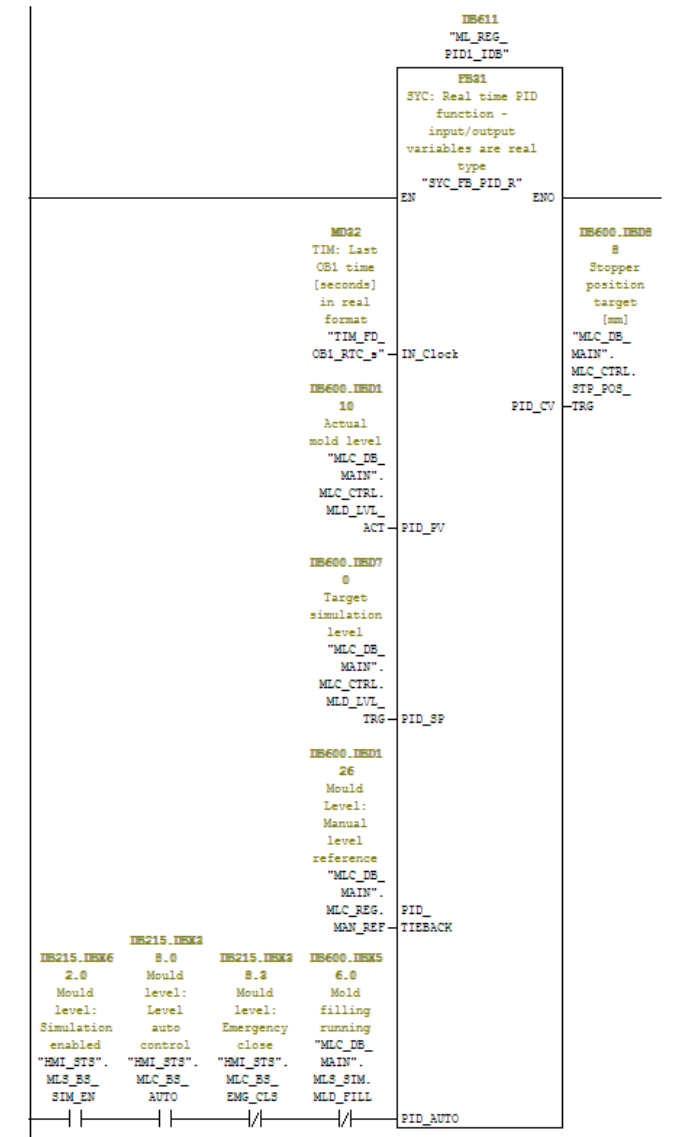 DB611
"ML_REG_
PID1_IDB"
FB31
SYC: Real time PID
function -
input/output
variables are real
type
"SYC_FB_PID_R"
EN
ENO
MD32
TIM: Last
OB1 time
[seconds]
in real
format
"TIM_FD_
OB1_RTC_s"
IN_Clock
DB600.DBD8
8
Stopper
position
target
[mm]
"MLC_DB_
MAIN".
MLC_CTRL.
STP_POS_
TRG
PID_CV
DB600.DBD1
10
Actual
mold level
"MLC_DB_
MAIN".
MLC_CTRL.
MLD_LVL_
ACT
PID_PV
DB600.DBD7
0
Target
simulation
level
"MLC_DB_
MAIN".
MLC_CTRL.
MLD_LVL_
TRG
PID_SP
DB600.DBD1
26
Mould
Level:
Manual
level
reference
"MLC_DB_
MAIN".
MLC_REG.
MAN_REF
PID_
TIEBACK
DB215.DBX6
2.0
Mould
level:
Simulation
enabled
"HMI_STS".
MLS_BS_
SIM_EN
DB215.DBX3
8.0
Mould
level:
Level
auto
control
"HMI_STS".
MLC_BS_
AUTO
DB215.DBX3
8.3
Mould
level:
Emergency
close
"HMI_STS".
MLC_BS_
EMG_CLS
DB600.DBX5
6.0
Mold
filling
running
"MLC_DB_
MAIN".
MLS_SIM.
MLD_FILL
PID_AUTO